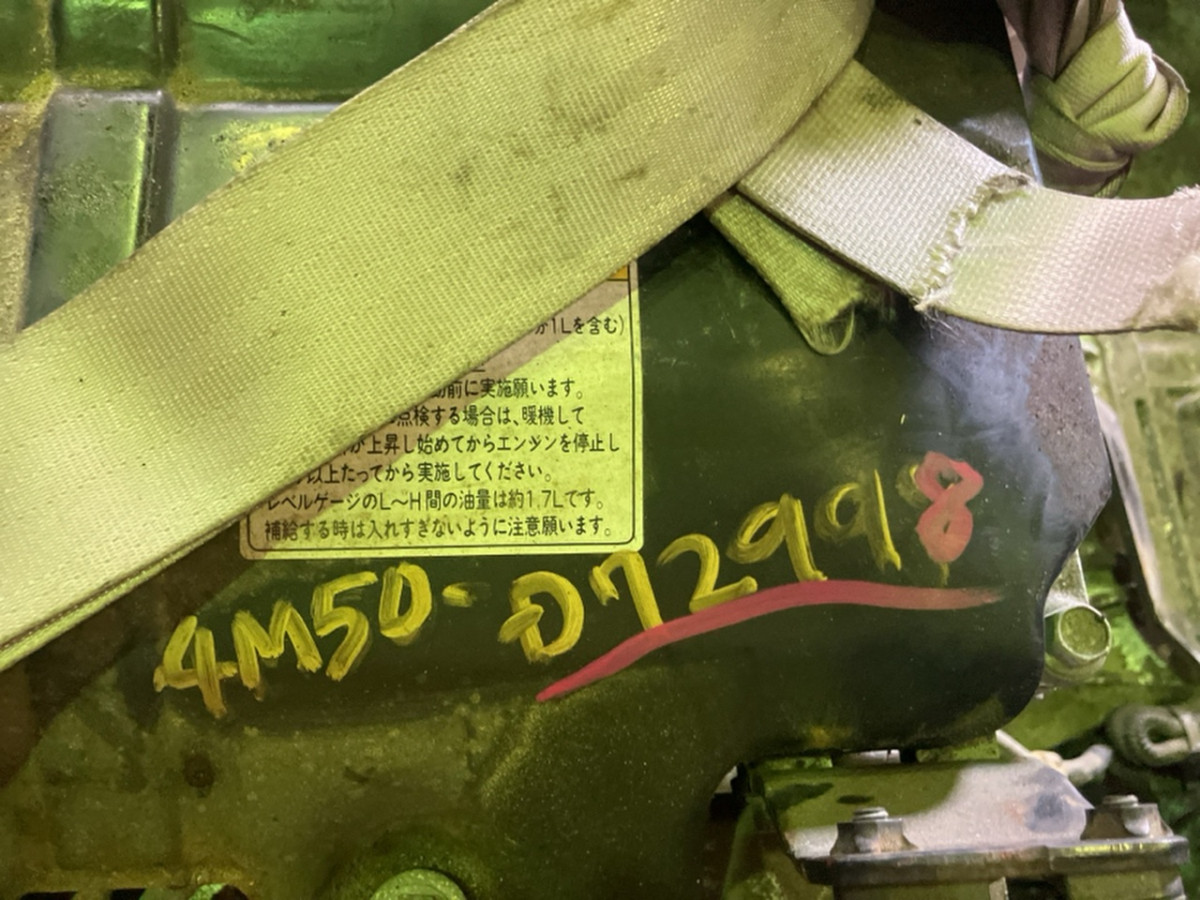 が1Lを含む)
前に実施願います。
点検する場合は、暖機して
が上昇し始めてからエンジンを停止し
以上たってから実施してください。
レベルゲージのL〜H間の油量は約1.7Lです。
補給する時は入れすぎないように注意願います。
4M50-D72998